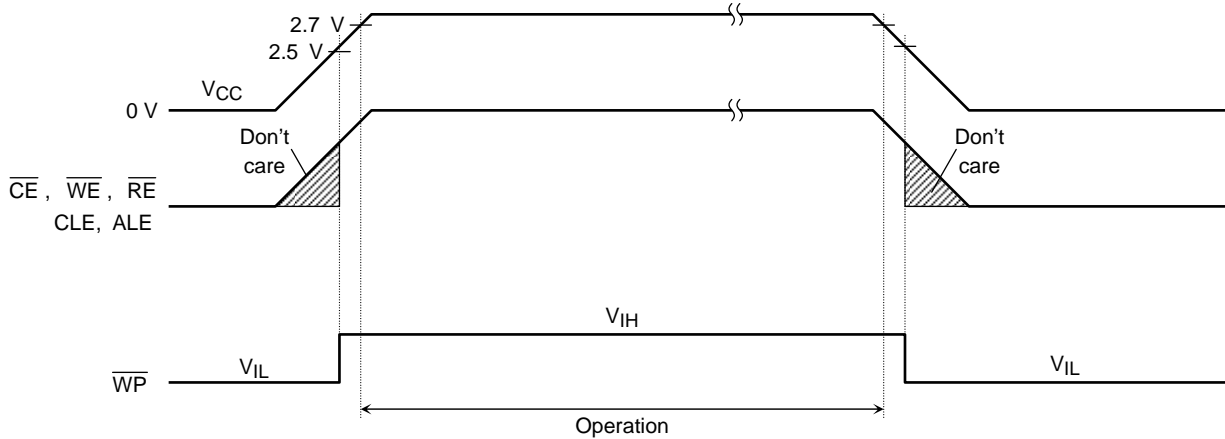 2.7 V
2.5 V
VCC
0 V
Don't
care
Don't
care
CE , WE , RE
CLE, ALE
VIH
VIL
VIL
WP
Operation